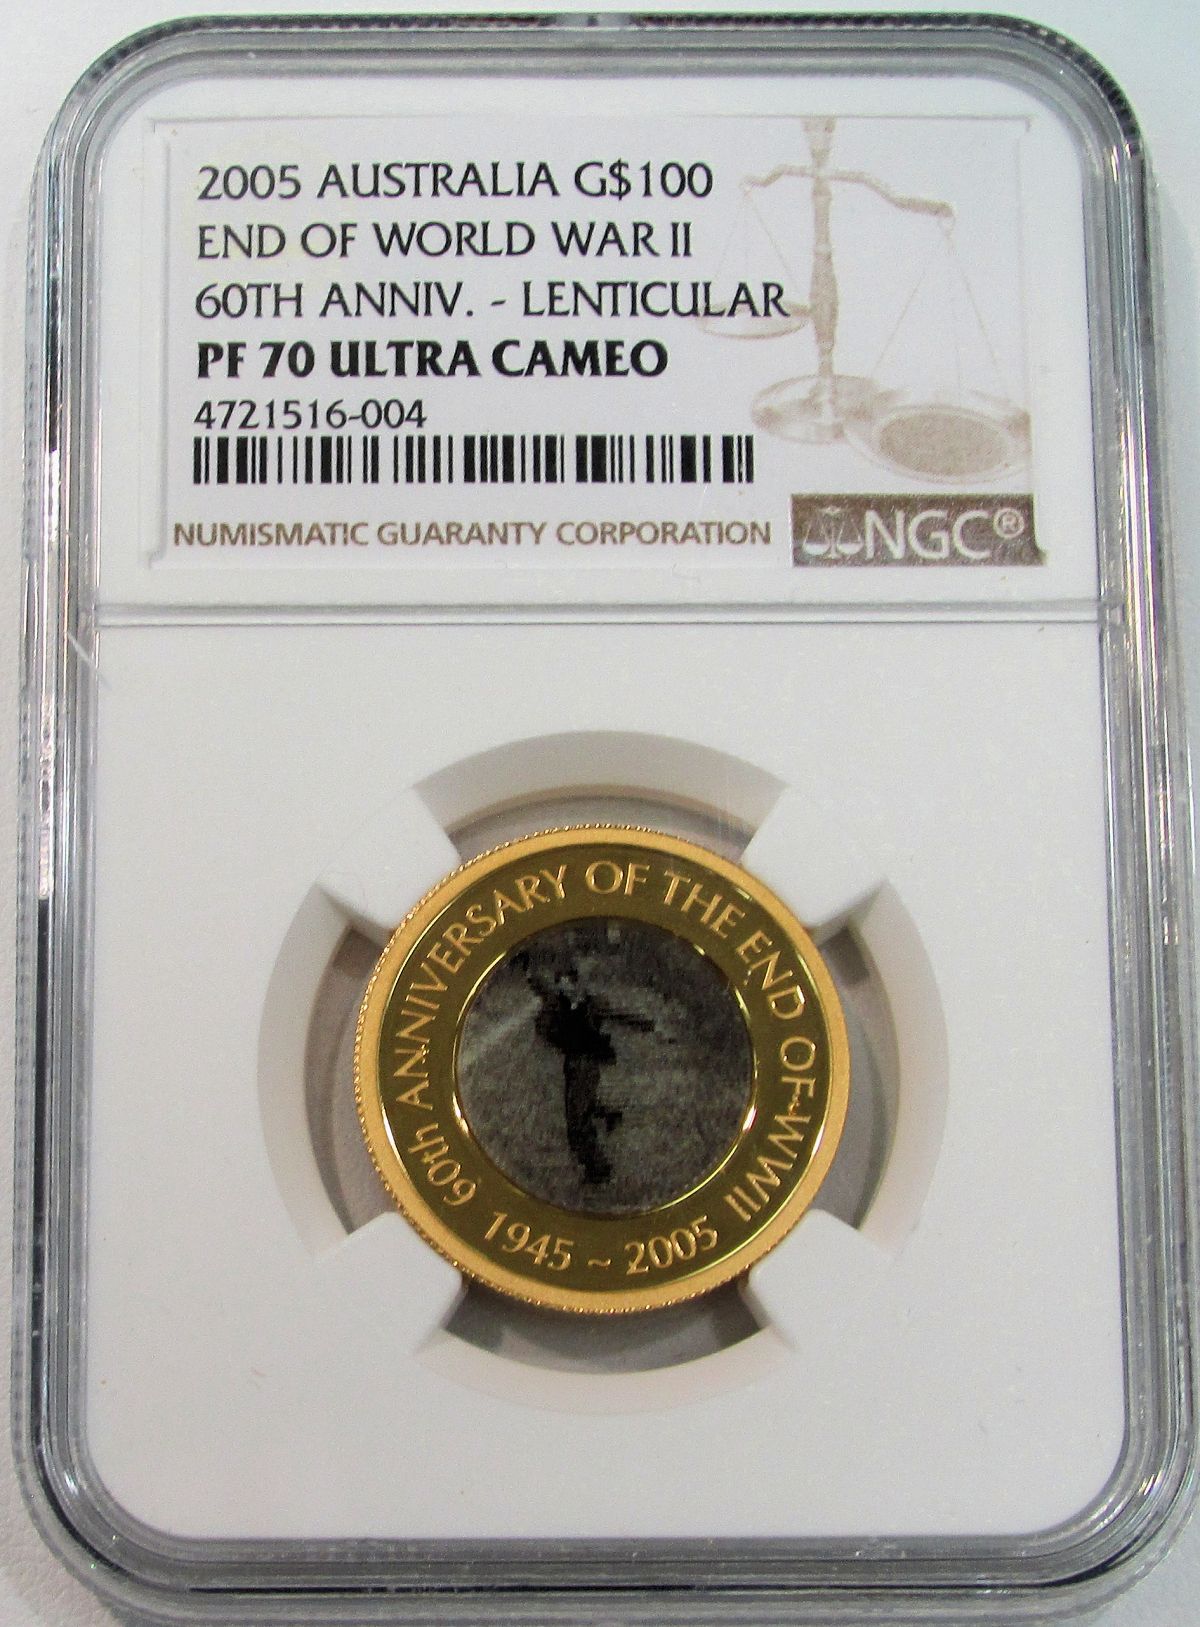 2005 AUSTRALIA G$100
END OF WORLD WAR II
60TH ANNIV. - LENTICULAR
PF 70 ULTRA CAMEO
4721516-004
NUMISMATIC GUARANTY CORPORATION
NGC®
60th ANNIVERSARY OF THE END OF WWII
1945 ~ 2005